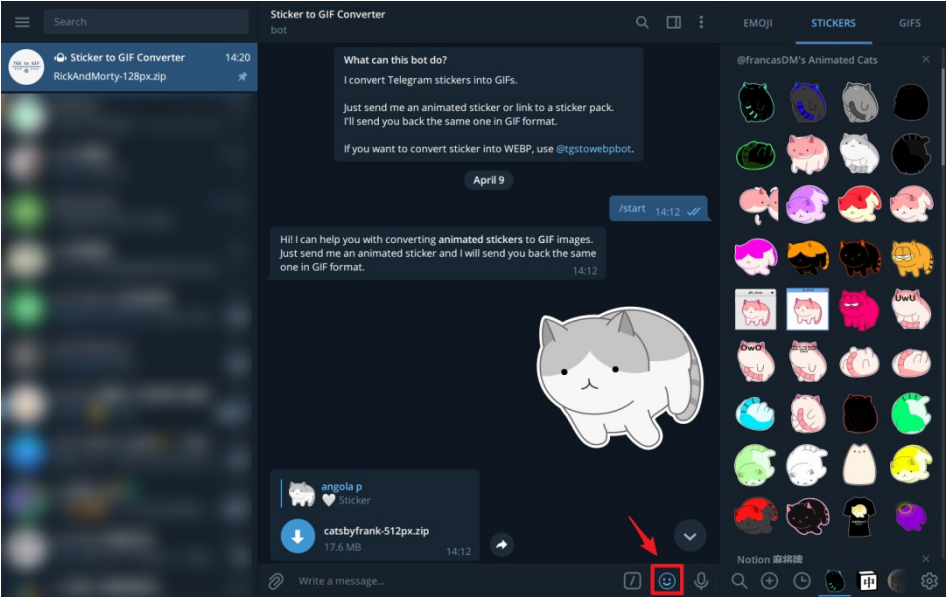 Search
Sticker to GIF Converter
14:20
RickAndMorty-128px.zip
Sticker to GIF Converter
bot
What can this bot do?
I convert Telegram stickers into GIFs.
Just send me an animated sticker or link to a sticker pack.
I'll send you back the same one in GIF format.
If you want to convert sticker into WEBP, use @tgstowebpbot.
April 9
/start
14:12
Hi! I can help you with converting animated stickers to GIF images.
Just send me an animated sticker and I will send you back the same
one in GIF format.
14:12
angola p
Sticker
catsbyfrank-512px.zip
17.6 MB
14:12
Write a message...
EMOJI
STICKERS
GIFS
@francasDM's Animated Cats
UwU
OwO
Notion 麻将牌
中